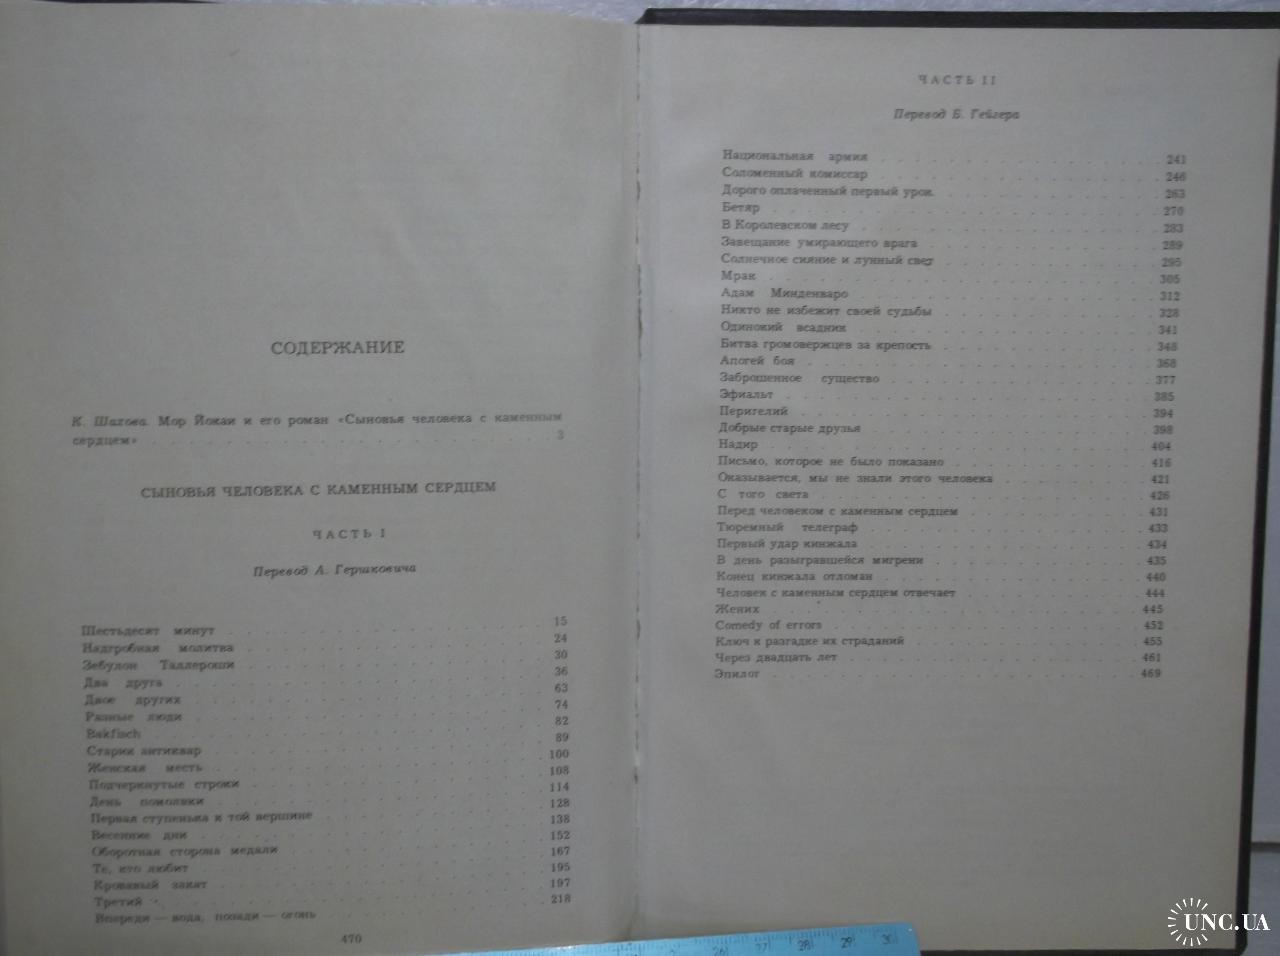 СОДЕРЖАНИЕ
К. Шахова. Мор Йокаи и его роман «Сыновья человека с каменным
сердцем» . . . 3
СЫНОВЬЯ ЧЕЛОВЕКА С КАМЕННЫМ СЕРДЦЕМ
ЧАСТЬ I
Перевод А. Гершковича
Шестьдесят минут . . . 15
Надгробная молитва . . . 24
Зебулон Таллероши . . . 30
Два друга . . . 36
Двое других . . . 63
Разные люди . . . 74
Bakfisch . . . 82
Старик антиквар . . . 89
Женская месть . . . 100
Подчеркнутые строки . . . 108
День помолвки . . . 114
Первая ступенька к той вершине . . . 128
Весенние дни . . . 138
Оборотная сторона медали . . . 152
Те, кто любит . . . 167
Кровавый закат . . . 195
Третий . . . 197
Впереди — вода, позади — огонь . . . 218
470
ЧАСТЬ II
Перевод Б. Гейгера
Национальная армия . . . 241
Соломенный комиссар . . . 246
Дорого оплаченный первый урок . . . 263
Бетяр . . . 270
В Королевском лесу . . . 283
Завещание умирающего врага . . . 289
Солнечное сияние и лунный свет . . . 295
Мрак . . . 305
Адам Минденваро . . . 312
Никто не избежит своей судьбы . . . 328
Одинокий всадник . . . 341
Битва громовержцев за крепость . . . 348
Апогей боя . . . 368
Заброшенное существо . . . 377
Эфиальт . . . 385
Перигелий . . . 394
Добрые старые друзья . . . 398
Надир . . . 404
Письмо, которое не было показано . . . 416
Оказывается, мы не знали этого человека . . . 421
С того света . . . 426
Перед человеком с каменным сердцем . . . 431
Тюремный телеграф . . . 433
Первый удар кинжала . . . 434
В день разыгравшейся мигрени . . . 435
Конец кинжала отломан . . . 440
Человек с каменным сердцем отвечает . . . 444
Жених . . . 445
Comedy of errors . . . 452
Ключ к разгадке их страданий . . . 455
Через двадцать лет . . . 461
Эпилог . . . 469
26 27 28 29 30
UNC.UA